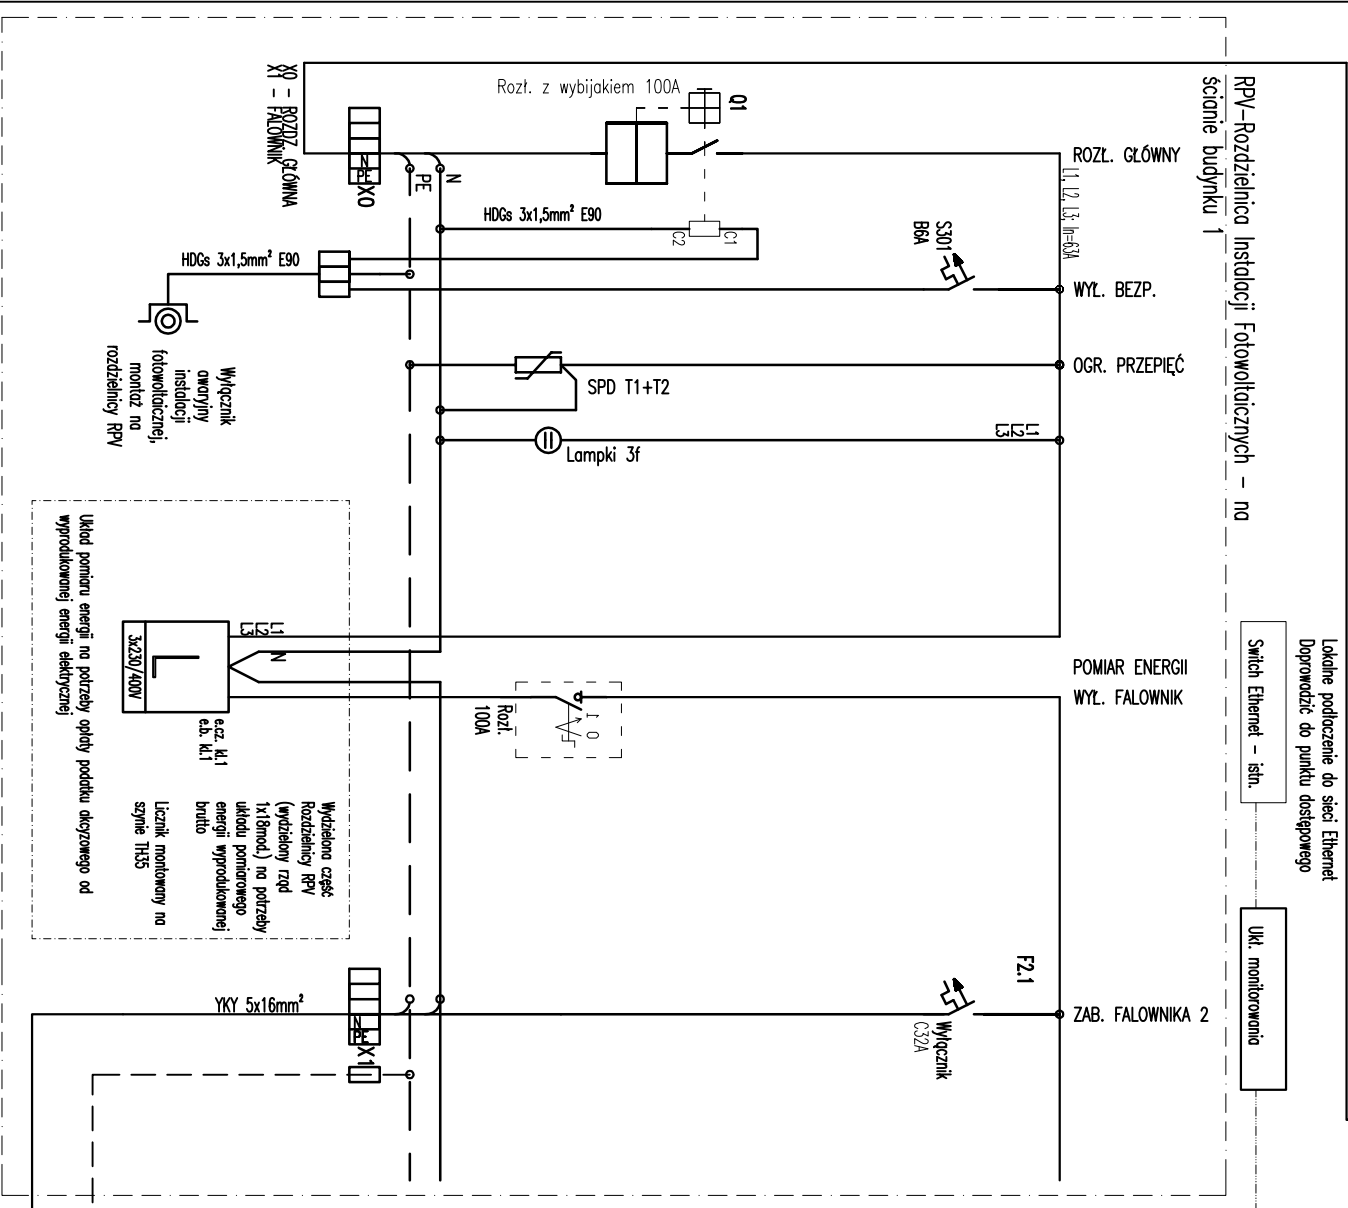 RPV-Rozdzielnica Instalacji Fotowoltaicznych - na
ścianie budynku 1
Lokalne podłączenie do sieci Ethernet
Doprowadzić do punktu dostępowego
Switch Ethernet - istn.
Ukł. monitorowania
ROZŁ. GŁÓWNY
L1, L2, L3; In=63A
Rozł. z wybijakiem 100A
Q1
X0 - ROZDZ. GŁÓWNA
X1 - FALOWNIK
N
PE
X0
PE
N
HDGs 3x1,5mm² E90
C1
C2
S301
B6A
WYŁ. BEZP.
HDGs 3x1,5mm² E90
Wyłącznik
awaryjny
instalacji
fotowoltaicznej,
montaż na
rozdzielnicy RPV
OGR. PRZEPIĘĆ
SPD T1+T2
L1
L2
L3
Lampki 3f
POMIAR ENERGII
L1
L2
L3
N
3x230/400V
e.cz. kl.1
e.b. kl.1
WYŁ. FALOWNIK
Rozł.
100A
I
O
Wydzielona część
Rozdzielnicy RPV
(wydzielony rząd
1x18mod.) na potrzeby
układu pomiarowego
energii wyprodukowanej
brutto
Licznik montowany na
szynie TH35
Układ pomiaru energii na potrzeby opłaty podatku akcyzowego od
wyprodukowanej energii elektrycznej
F2.1
ZAB. FALOWNIKA 2
Wyłącznik
C32A
YKY 5x16mm²
N
PE
X1